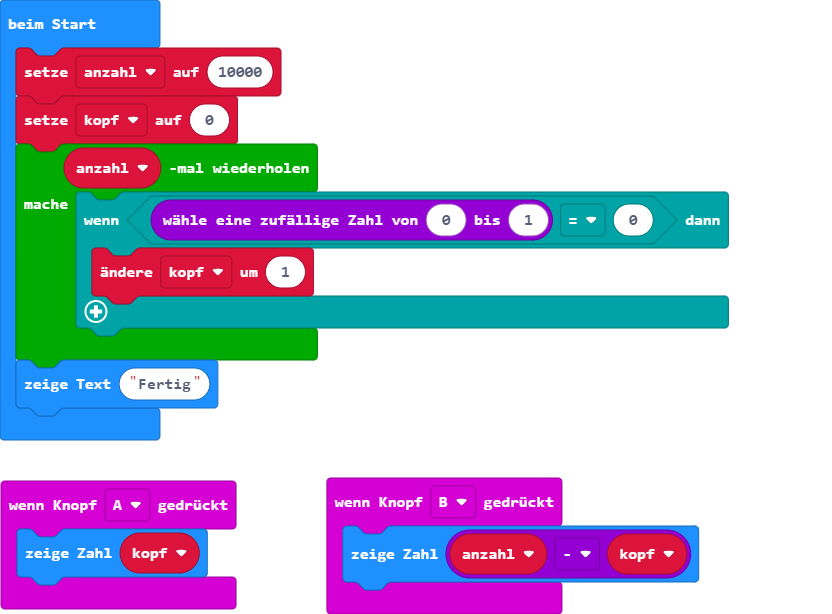 beim Start
setze anzahl auf 10000
setze kopf auf 0
anzahl -mal wiederholen
mache
wenn wähle eine zufällige Zahl von 0 bis 1 = 0 dann
ändere kopf um 1
zeige Text "Fertig"
wenn Knopf A gedrückt
zeige Zahl kopf
wenn Knopf B gedrückt
zeige Zahl anzahl - kopf